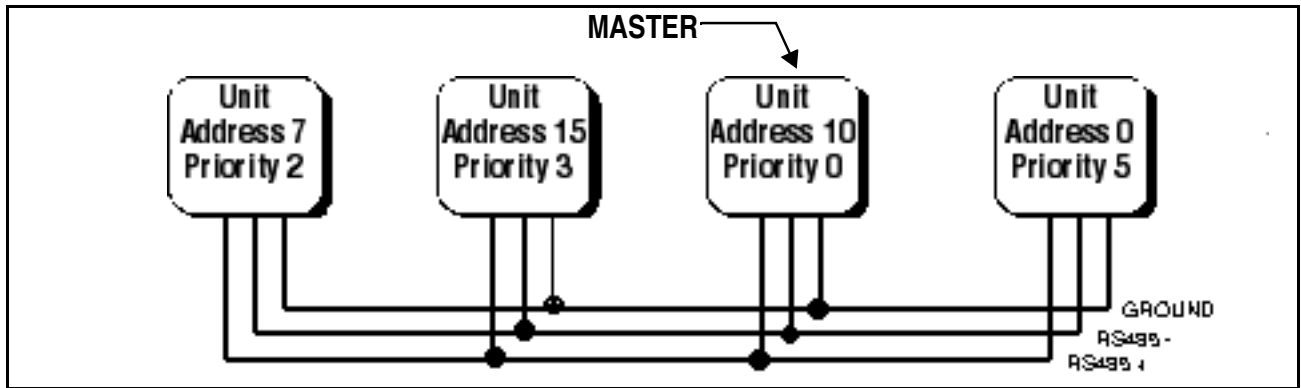 MASTER
Unit
Address 7
Priority 2
Unit
Address 15
Priority 3
Unit
Address 10
Priority 0
Unit
Address 0
Priority 5
GROUND
RS485 -
RS485 +